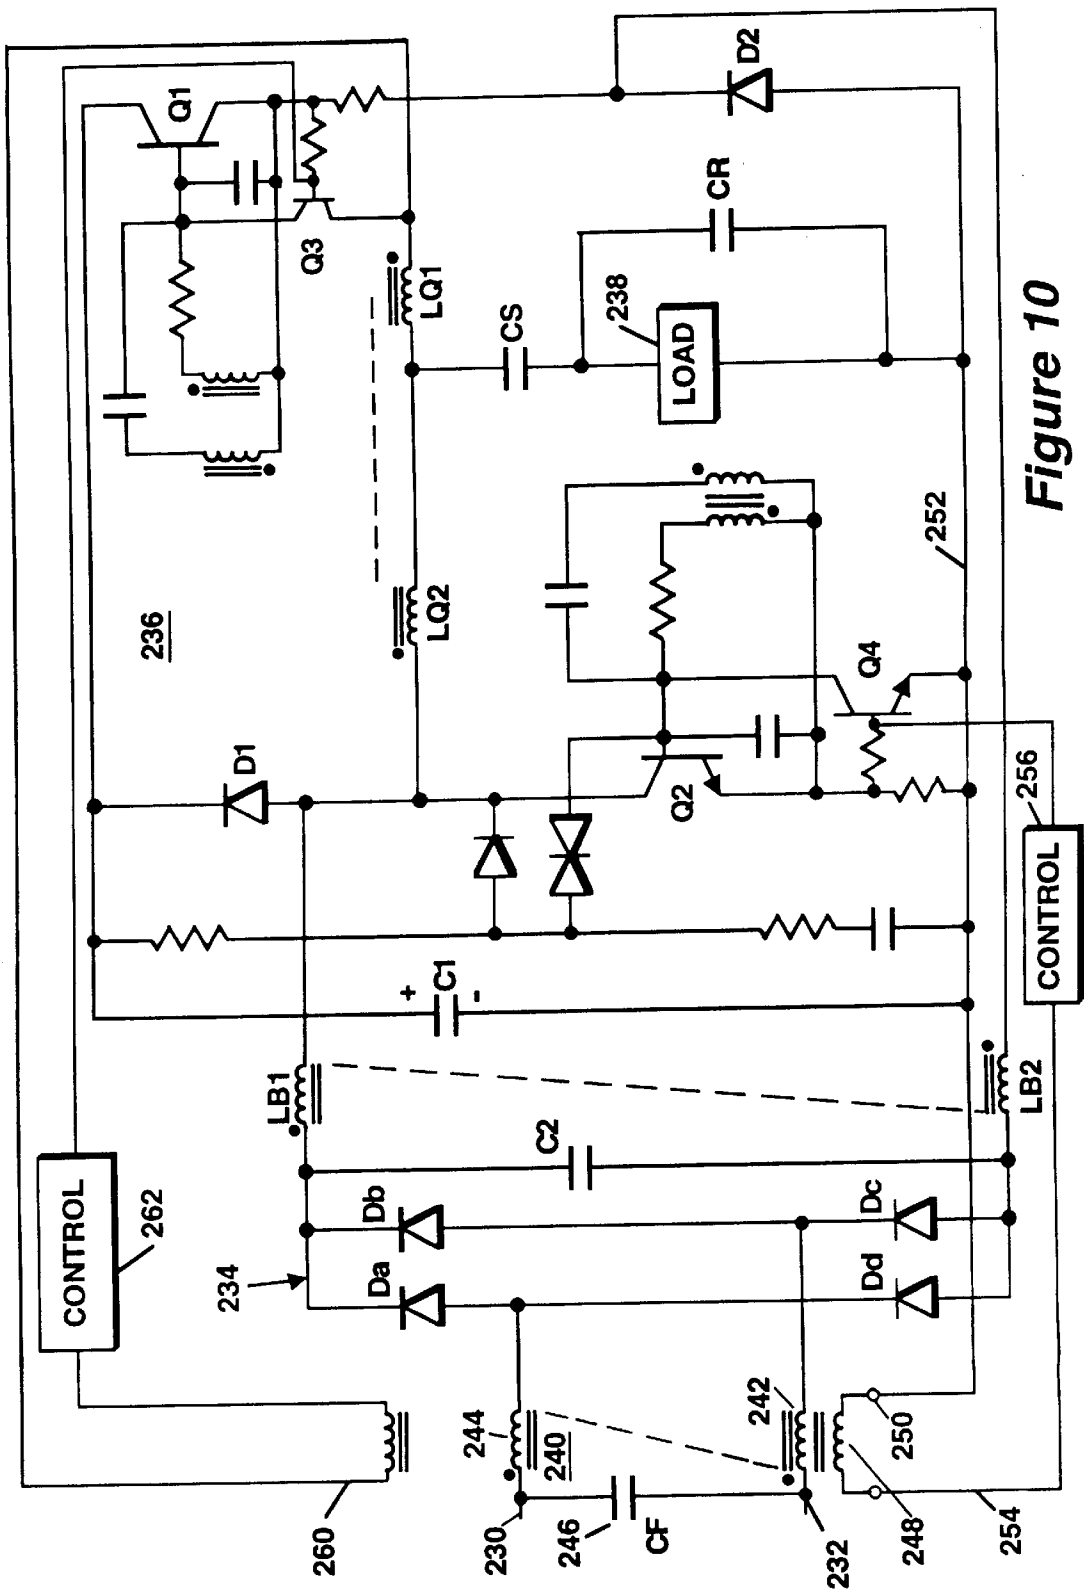 CONTROL
262
Q1
Q3
D2
236
D1
LQ2
LQ1
CS
CR
238
LOAD
C1
+
-
Q2
Q4
252
256
CONTROL
LB1
LB2
C2
Db
Dc
Da
Dd
234
244
240
242
250
248
254
260
230
246
CF
232
Figure 10